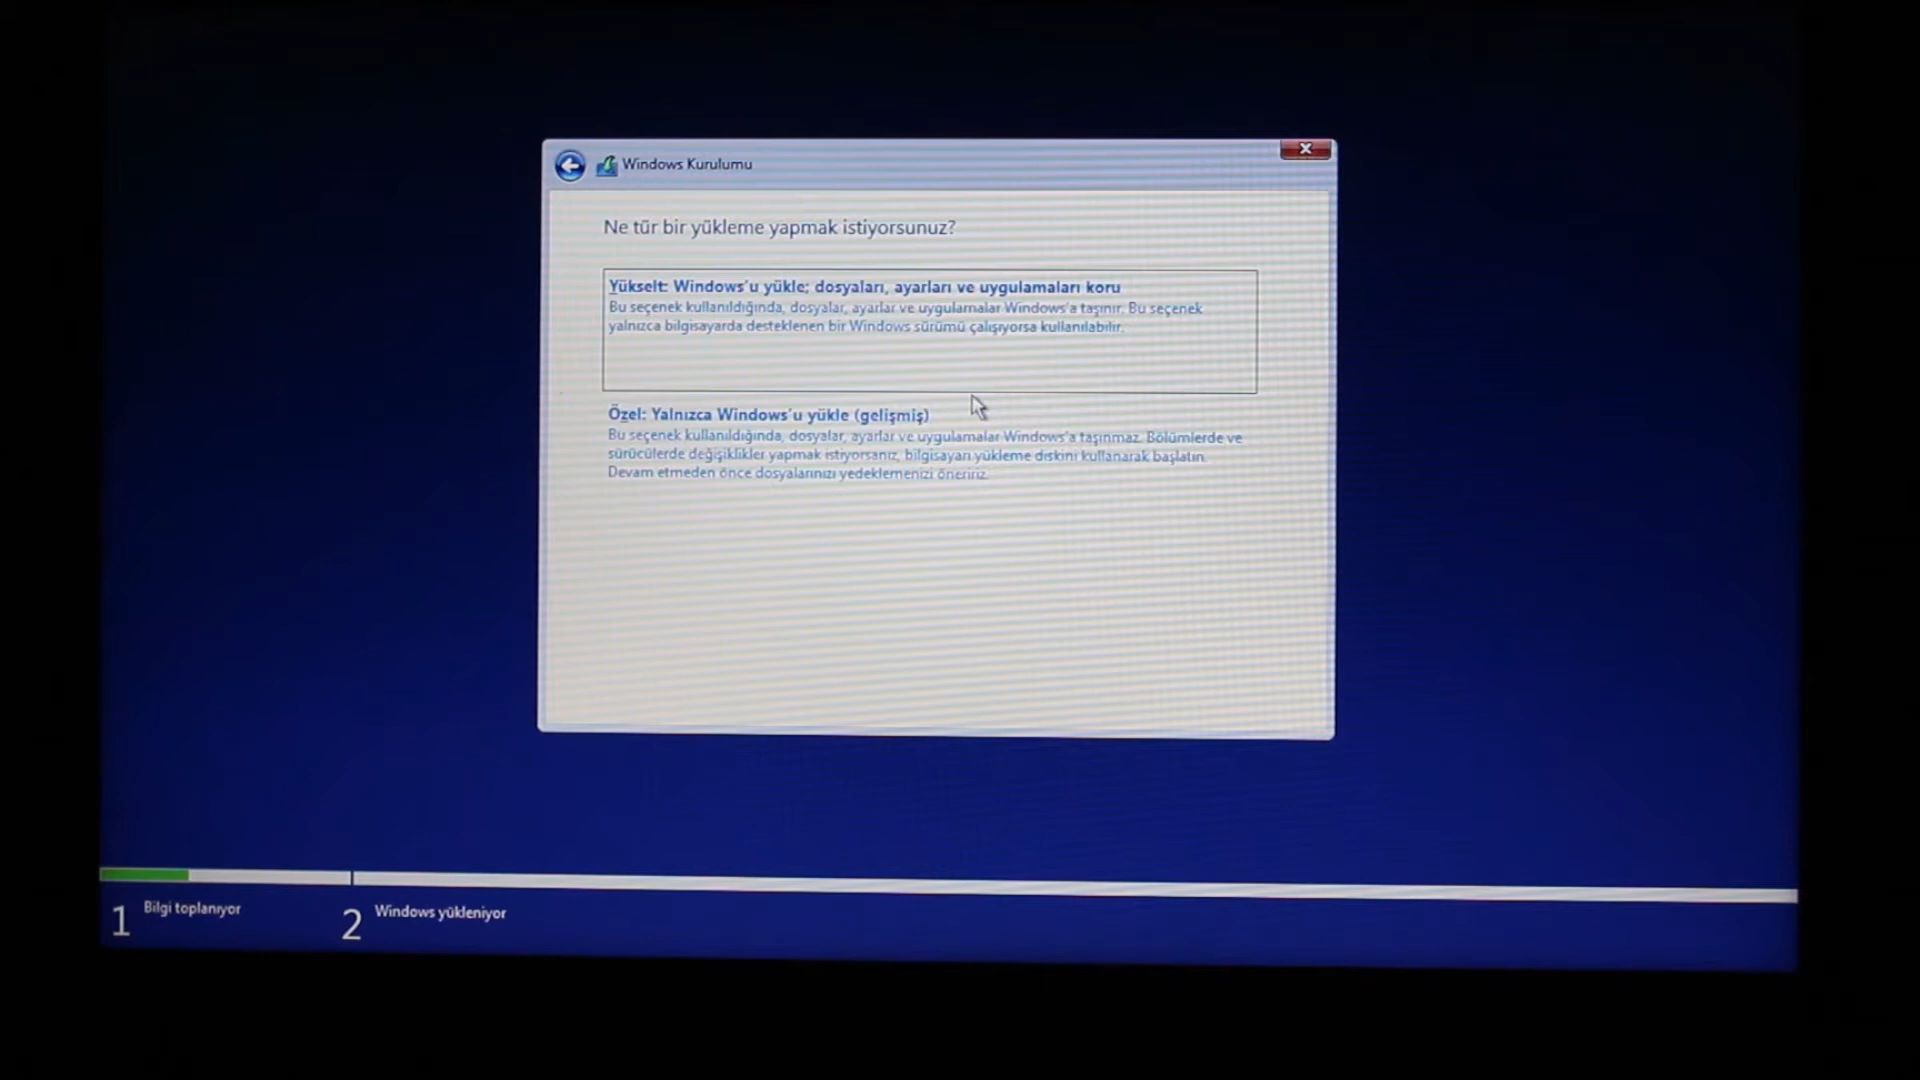 Windows Kurulumu
Ne tür bir yükleme yapmak istiyorsunuz?
Yükselt: Windows'u yükle; dosyaları, ayarları ve uygulamaları koru
Bu seçenek kullanıldığında, dosyalar, ayarlar ve uygulamalar Windows'a taşınır. Bu seçenek
yalnızca bilgisayarda desteklenen bir Windows sürümü çalışıyorsa kullanılabilir.
Özel: Yalnızca Windows'u yükle (gelişmiş)
Bu seçenek kullanıldığında, dosyalar, ayarlar ve uygulamalar Windows'a taşınmaz. Bölümlerde ve
sürücülerde değişiklikler yapmak istiyorsanız, bilgisayarı yükleme diskini kullanarak başlatın.
Devam etmeden önce dosyalarınızı yedeklemenizi öneririz.
1 Bilgi toplanıyor
2 Windows yükleniyor